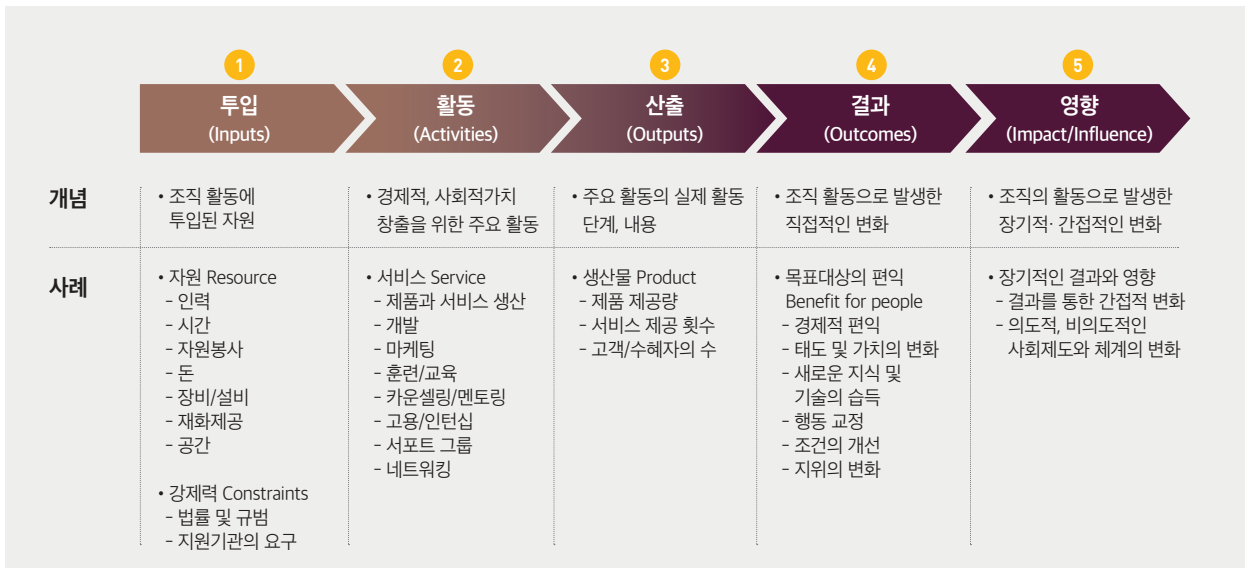 1
투입
(Inputs)
2
활동
(Activities)
3
산출
(Outputs)
4
결과
(Outcomes)
5
영향
(Impact/Influence)
개념
• 조직 활동에
투입된 자원
• 경제적, 사회적가치
창출을 위한 주요 활동
• 주요 활동의 실제 활동
단계, 내용
• 조직 활동으로 발생한
직접적인 변화
• 조직의 활동으로 발생한
장기적· 간접적인 변화
사례
• 자원 Resource
- 인력
- 시간
- 자원봉사
- 돈
- 장비/설비
- 재화제공
- 공간
• 강제력 Constraints
- 법률 및 규범
- 지원기관의 요구
• 서비스 Service
- 제품과 서비스 생산
- 개발
- 마케팅
- 훈련/교육
- 카운셀링/멘토링
- 고용/인턴십
- 서포트 그룹
- 네트워킹
• 생산물 Product
- 제품 제공량
- 서비스 제공 횟수
- 고객/수혜자의 수
• 목표대상의 편익
Benefit for people
- 경제적 편익
- 태도 및 가치의 변화
- 새로운 지식 및
기술의 습득
- 행동 교정
- 조건의 개선
- 지위의 변화
• 장기적인 결과와 영향
- 결과를 통한 간접적 변화
- 의도적, 비의도적인
사회제도와 체계의 변화